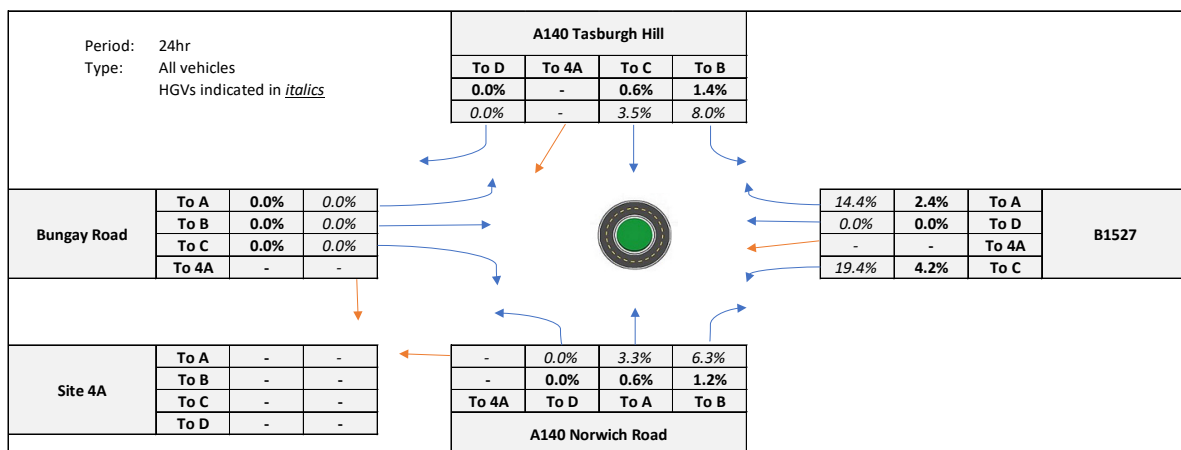 Period: 24hr
Type: All vehicles
HGVs indicated in italics
A140 Tasburgh Hill
To D To 4A To C To B
0.0% - 0.6% 1.4%
0.0% - 3.5% 8.0%
Bungay Road
To A 0.0% 0.0%
To B 0.0% 0.0%
To C 0.0% 0.0%
To 4A - -
14.4% 2.4% To A
0.0% 0.0% To D
- - To 4A
19.4% 4.2% To C
B1527
Site 4A
To A - -
To B - -
To C - -
To D - -
- 0.0% 3.3% 6.3%
- 0.0% 0.6% 1.2%
To 4A To D To A To B
A140 Norwich Road